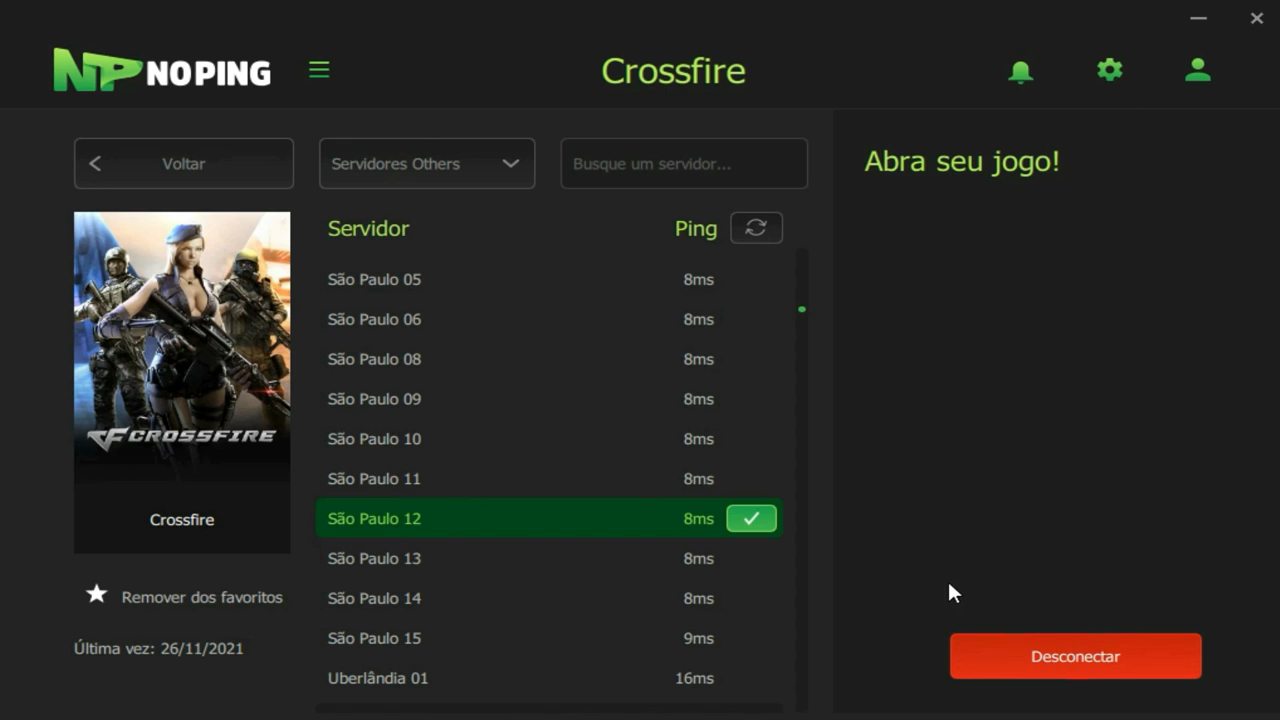 NP NOPING
Crossfire
Voltar
Servidores Others
Busque um servidor...
Abra seu jogo!
Servidor Ping
São Paulo 05 8ms
São Paulo 06 8ms
São Paulo 08 8ms
São Paulo 09 8ms
São Paulo 10 8ms
São Paulo 11 8ms
São Paulo 12 8ms
São Paulo 13 8ms
São Paulo 14 8ms
São Paulo 15 9ms
Uberlândia 01 16ms
CF CROSSFIRE
Crossfire
Remover dos favoritos
Última vez: 26/11/2021
Desconectar